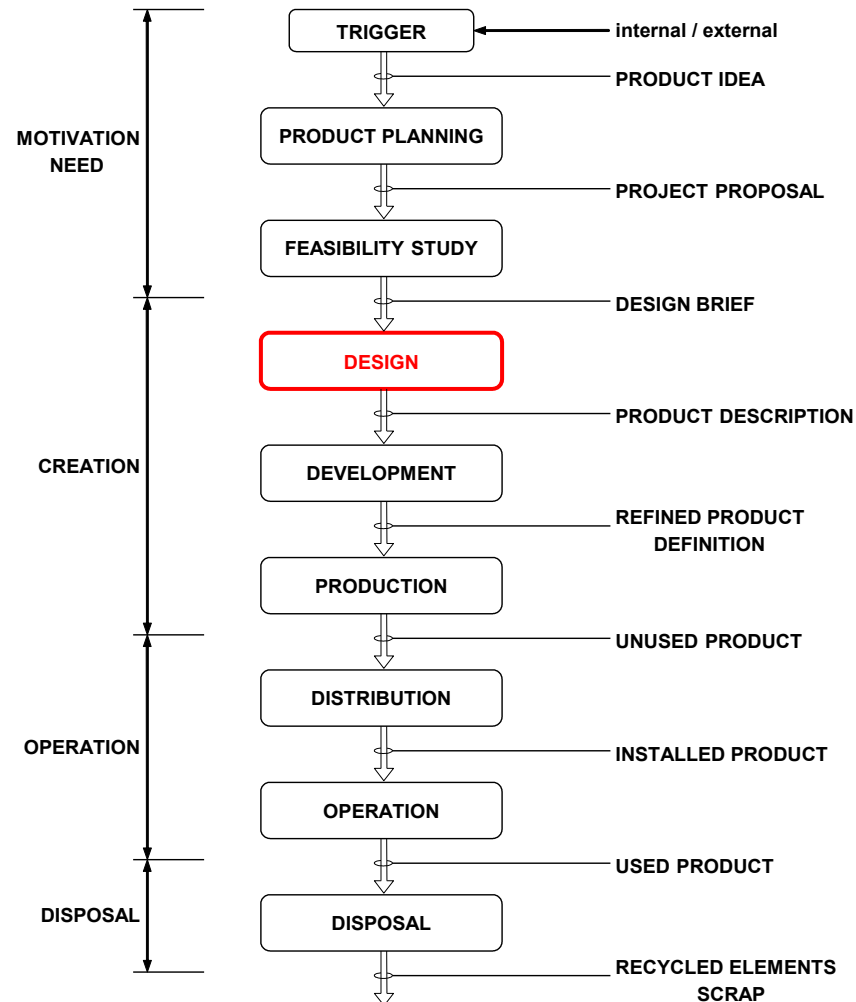 TRIGGER
internal / external
PRODUCT IDEA
PRODUCT PLANNING
MOTIVATION
NEED
PROJECT PROPOSAL
FEASIBILITY STUDY
DESIGN BRIEF
DESIGN
PRODUCT DESCRIPTION
CREATION
DEVELOPMENT
REFINED PRODUCT
DEFINITION
PRODUCTION
UNUSED PRODUCT
DISTRIBUTION
OPERATION
INSTALLED PRODUCT
OPERATION
USED PRODUCT
DISPOSAL
DISPOSAL
RECYCLED ELEMENTS
SCRAP